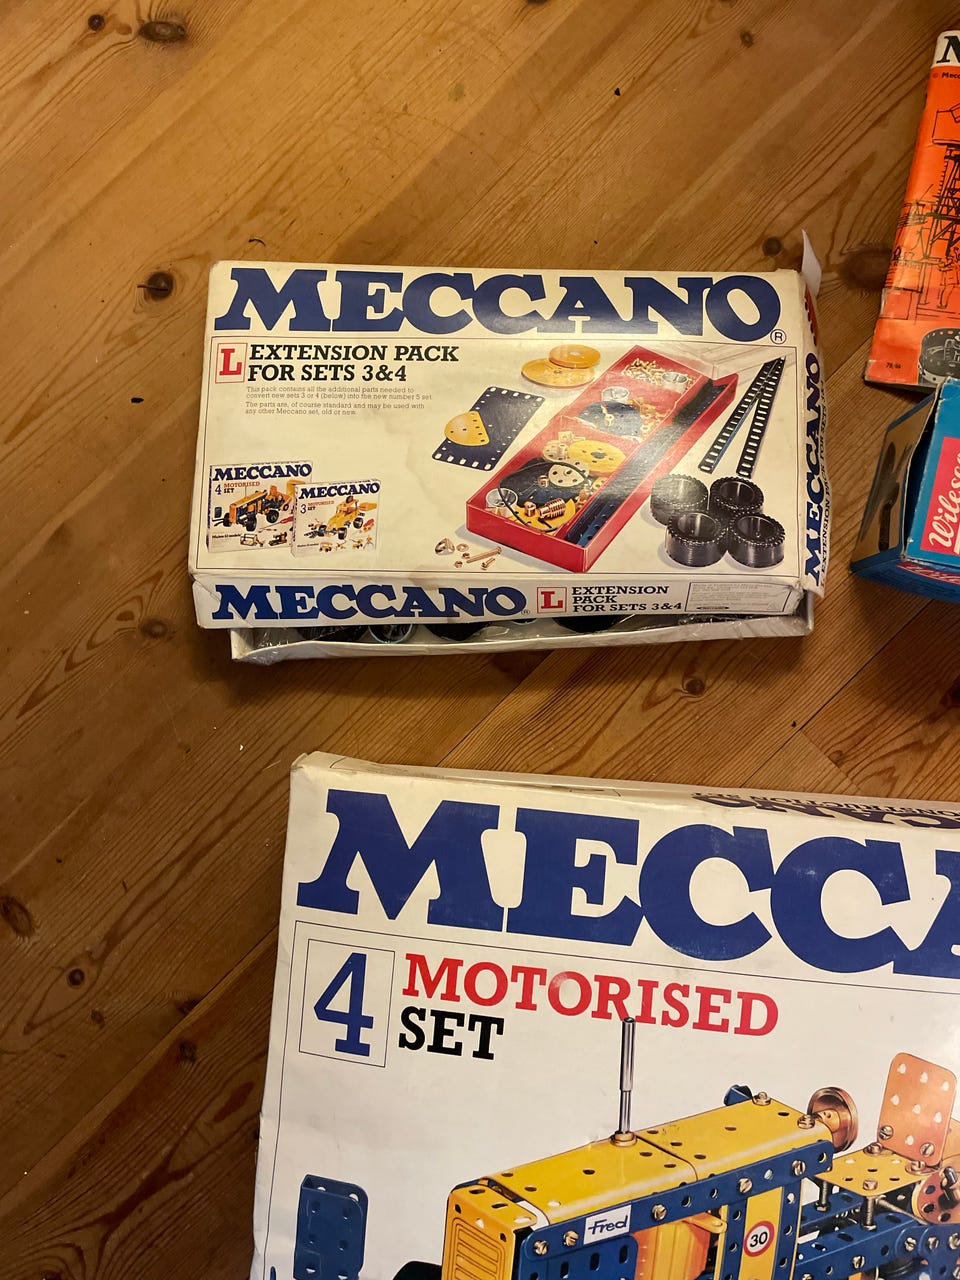 MECCANO®
L EXTENSION PACK
FOR SETS 3&4
This pack contains all the additional parts needed to
convert new sets 3 or 4 (below) into the new number 5 set.
The parts are, of course standard and may be used with
any other Meccano set, old or new.
MECCANO
4 MOTORISED
SET
MECCANO
3 MOTORISED
SET
MECCANO
MECCANO® L EXTENSION
PACK
FOR SETS 3&4
M
Mecc
Wilesc
MECCA
4 MOTORISED
SET
Fred
30